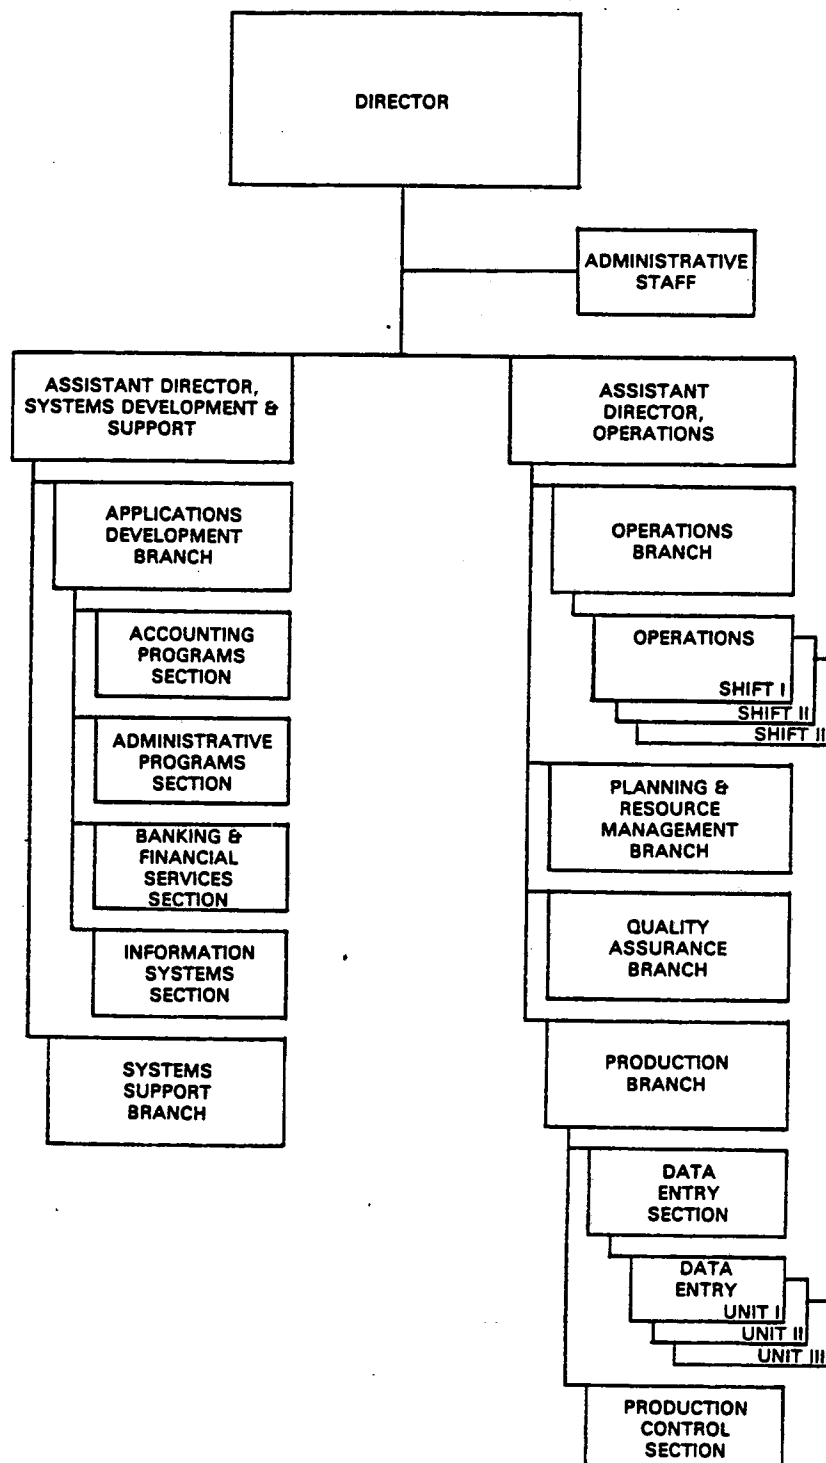 DIRECTOR
ADMINISTRATIVE
STAFF
ASSISTANT DIRECTOR,
SYSTEMS DEVELOPMENT &
SUPPORT
APPLICATIONS
DEVELOPMENT
BRANCH
ACCOUNTING
PROGRAMS
SECTION
ADMINISTRATIVE
PROGRAMS
SECTION
BANKING &
FINANCIAL
SERVICES
SECTION
INFORMATION
SYSTEMS
SECTION
SYSTEMS
SUPPORT
BRANCH
ASSISTANT
DIRECTOR,
OPERATIONS
OPERATIONS
BRANCH
OPERATIONS
SHIFT I
SHIFT II
SHIFT II
PLANNING &
RESOURCE
MANAGEMENT
BRANCH
QUALITY
ASSURANCE
BRANCH
PRODUCTION
BRANCH
DATA
ENTRY
SECTION
DATA
ENTRY
UNIT I
UNIT II
UNIT III
PRODUCTION
CONTROL
SECTION